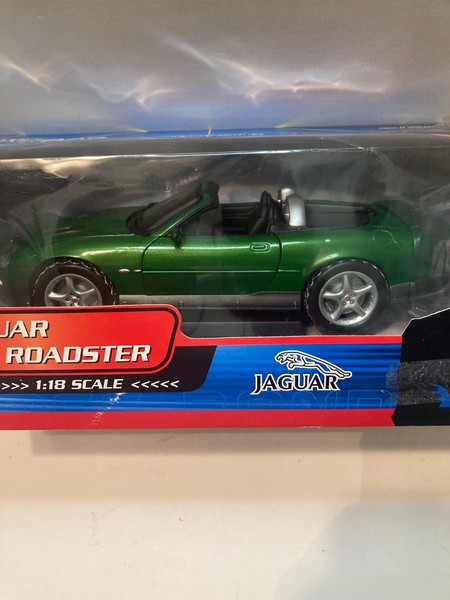 UAR
ROADSTER
>>> 1:18 SCALE <<<<<
JAGUAR